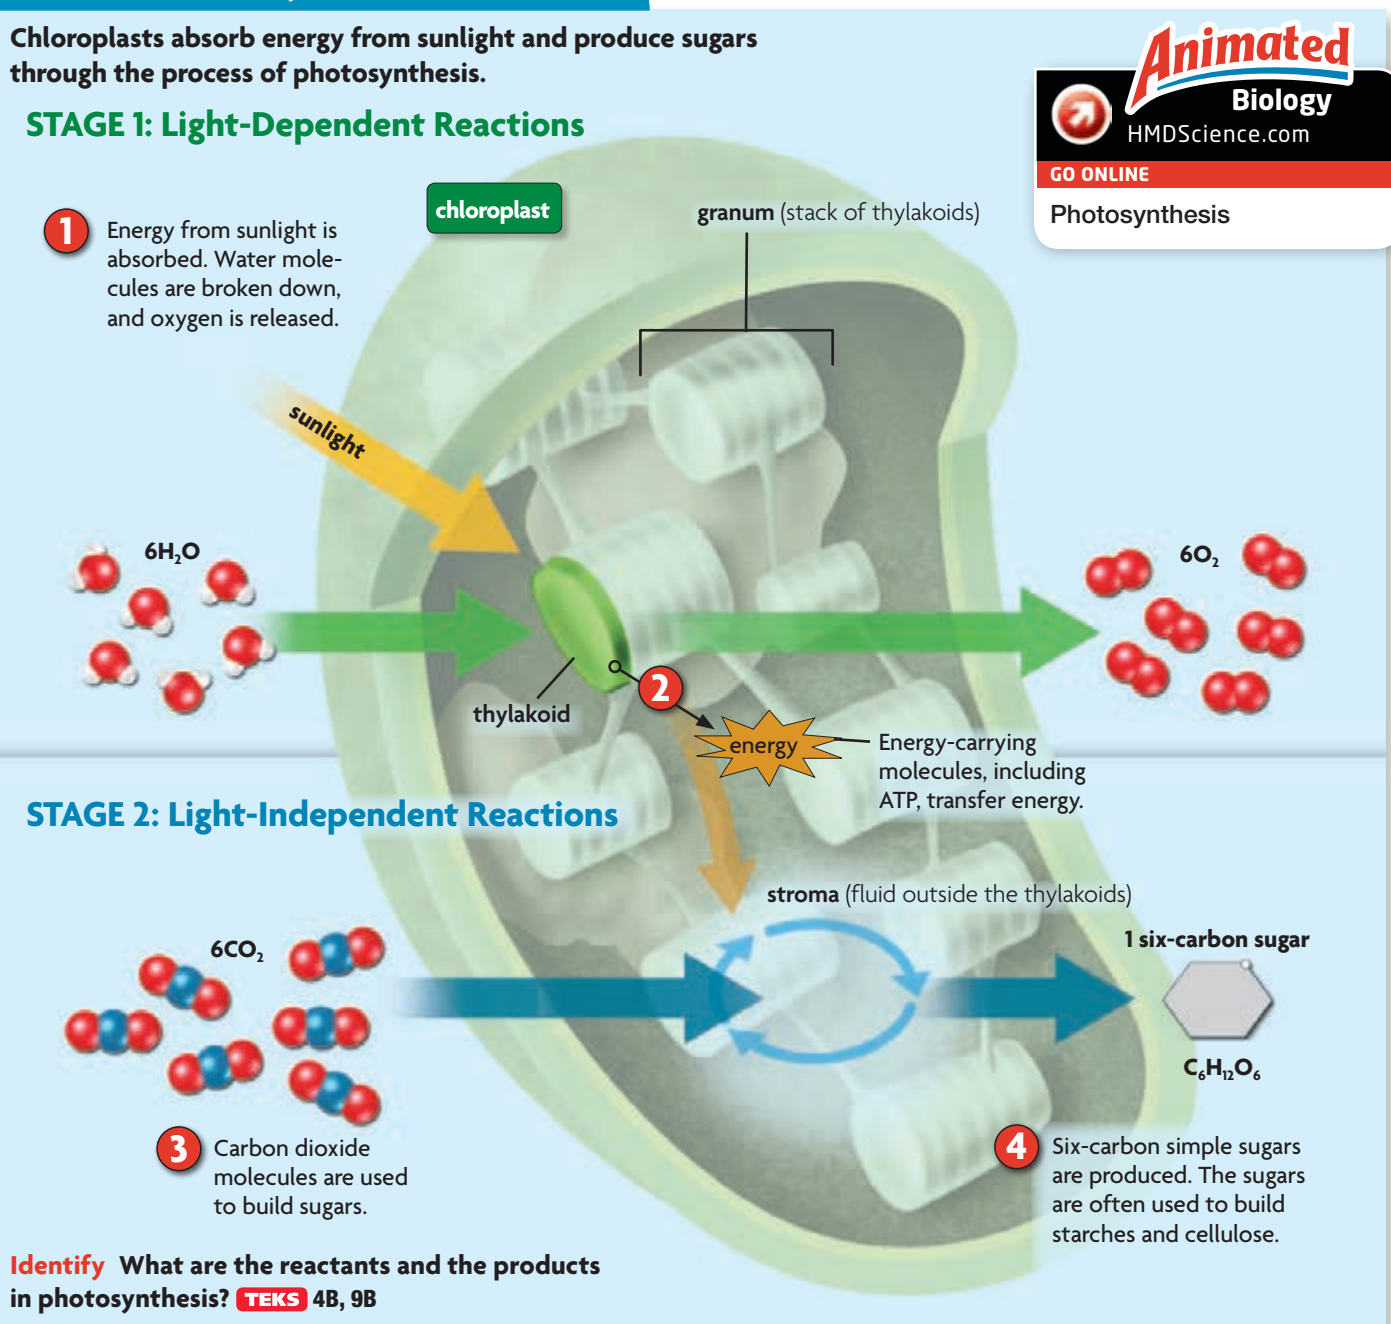 Chloroplasts absorb energy from sunlight and produce sugars
through the process of photosynthesis.
Animated
Biology
HMDScience.com
GO ONLINE
Photosynthesis
STAGE 1: Light-Dependent Reactions
1 Energy from sunlight is
absorbed. Water mole-
cules are broken down,
and oxygen is released.
chloroplast
granum (stack of thylakoids)
sunlight
6H₂O
6O₂
thylakoid
2
energy
Energy-carrying
molecules, including
ATP, transfer energy.
STAGE 2: Light-Independent Reactions
stroma (fluid outside the thylakoids)
6CO₂
1 six-carbon sugar
C₆H₁₂O₆
3 Carbon dioxide
molecules are used
to build sugars.
4 Six-carbon simple sugars
are produced. The sugars
are often used to build
starches and cellulose.
Identify What are the reactants and the products
in photosynthesis? TEKS 4B, 9B